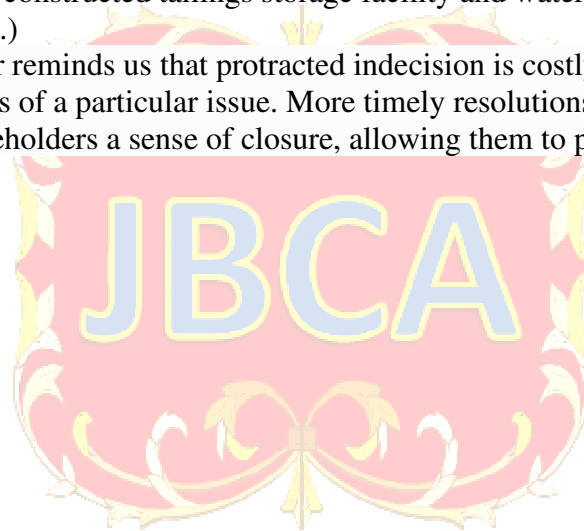 constructed tailings storage facility and water
.)
r reminds us that protracted indecision is costl
s of a particular issue. More timely resolutions
eholders a sense of closure, allowing them to p
JBCA